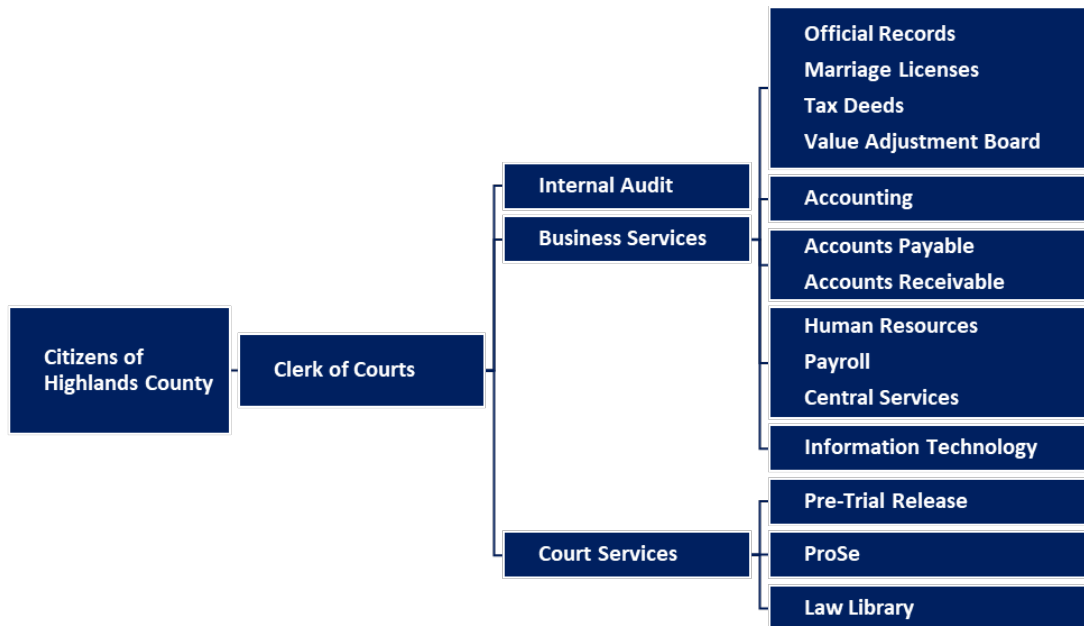 Citizens of
Highlands County
Clerk of Courts
Internal Audit
Business Services
Court Services
Official Records
Marriage Licenses
Tax Deeds
Value Adjustment Board
Accounting
Accounts Payable
Accounts Receivable
Human Resources
Payroll
Central Services
Information Technology
Pre-Trial Release
ProSe
Law Library